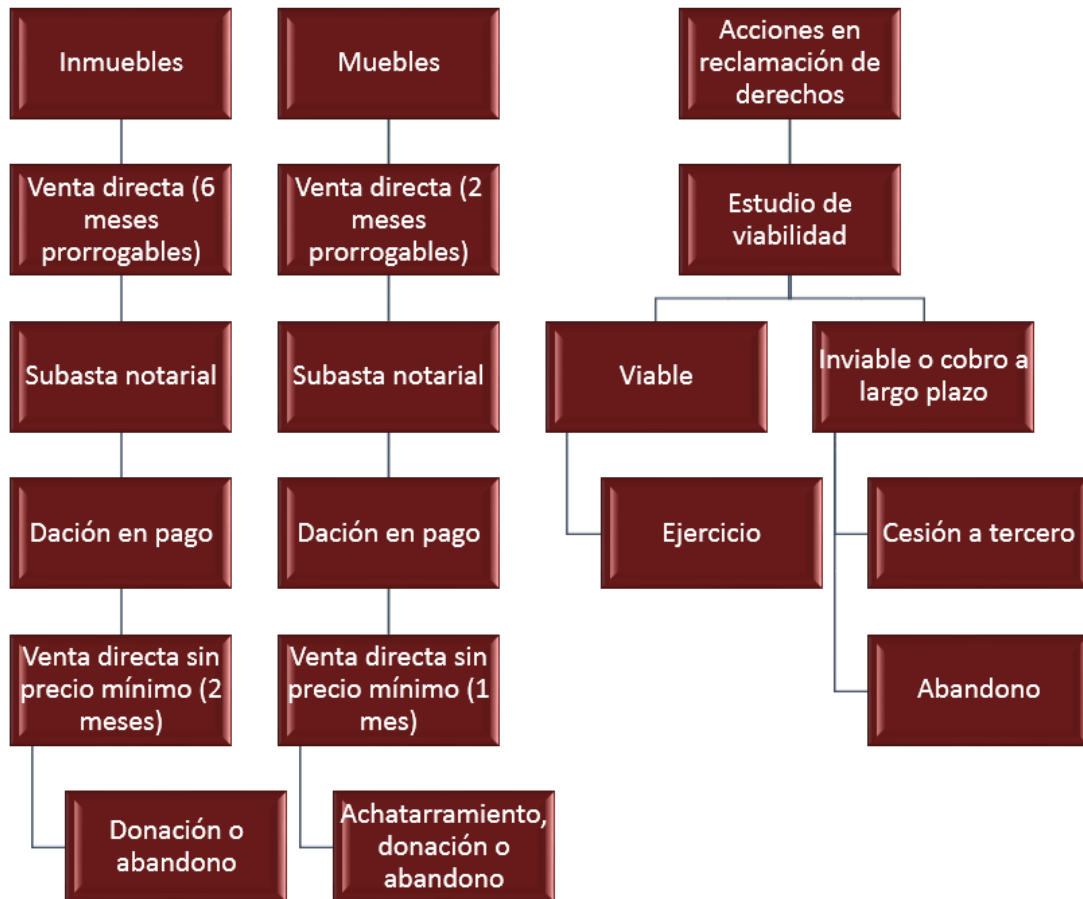 Inmuebles
Venta directa (6
meses
prorrogables)
Subasta notarial
Dación en pago
Venta directa sin
precio mínimo (2
meses)
Donación o
abandono
Muebles
Venta directa (2
meses
prorrogables)
Subasta notarial
Dación en pago
Venta directa sin
precio mínimo (1
mes)
Achatarramiento,
donación o
abandono
Acciones en
reclamación de
derechos
Estudio de
viabilidad
Viable
Ejercicio
Inviable o cobro a
largo plazo
Cesión a tercero
Abandono